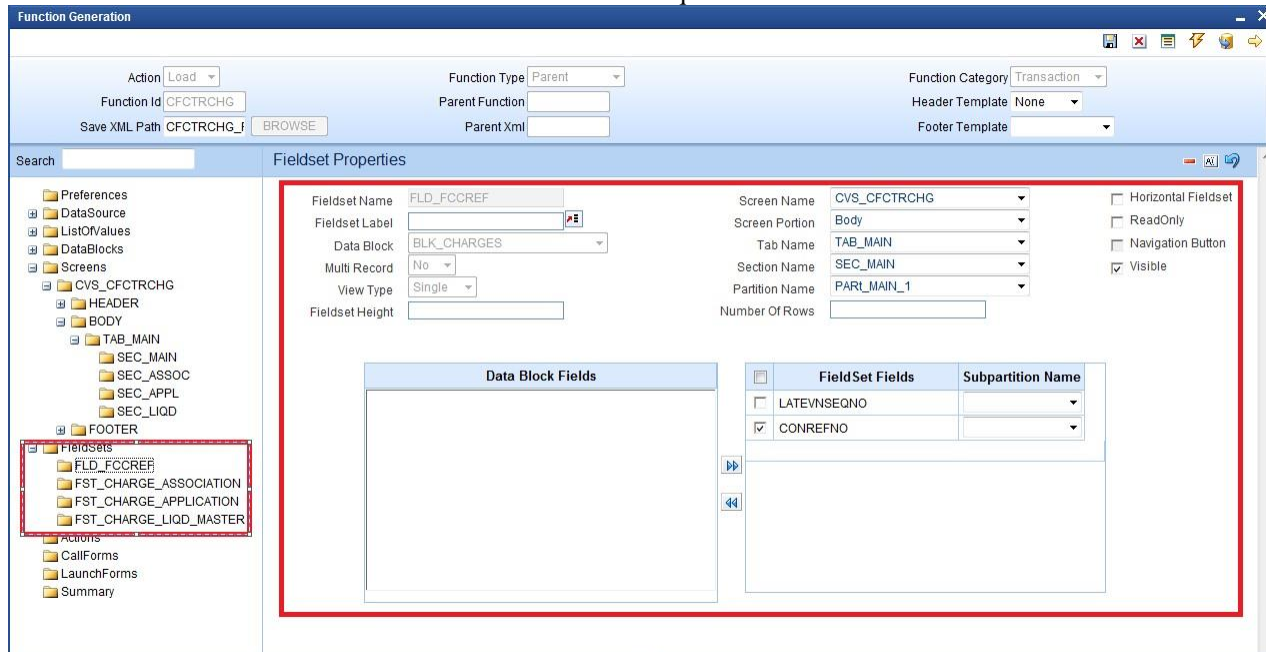 Function Generation
Action Load
Function Type Parent
Function Category Transaction
Function Id CFCTRCHG
Parent Function
Header Template None
Save XML Path CFCTRCHG_F BROWSE
Parent Xml
Footer Template
Search
Fieldset Properties
Preferences
DataSource
ListOfValues
DataBlocks
Screens
CVS_CFCTRCHG
HEADER
BODY
TAB_MAIN
SEC_MAIN
SEC_ASSOC
SEC_APPL
SEC_LIQD
FOOTER
FieldSets
FLD_FCCREF
FST_CHARGE_ASSOCIATION
FST_CHARGE_APPLICATION
FST_CHARGE_LIQD_MASTER
Actions
CallForms
LaunchForms
Summary
Fieldset Name FLD_FCCREF
Screen Name CVS_CFCTRCHG
Horizontal Fieldset
Fieldset Label
Screen Portion Body
ReadOnly
Data Block BLK_CHARGES
Tab Name TAB_MAIN
Navigation Button
Multi Record No
Section Name SEC_MAIN
Visible
View Type Single
Partition Name PARt_MAIN_1
Fieldset Height
Number Of Rows
Data Block Fields
FieldSet Fields Subpartition Name
LATEVNSEQNO
CONREFNO